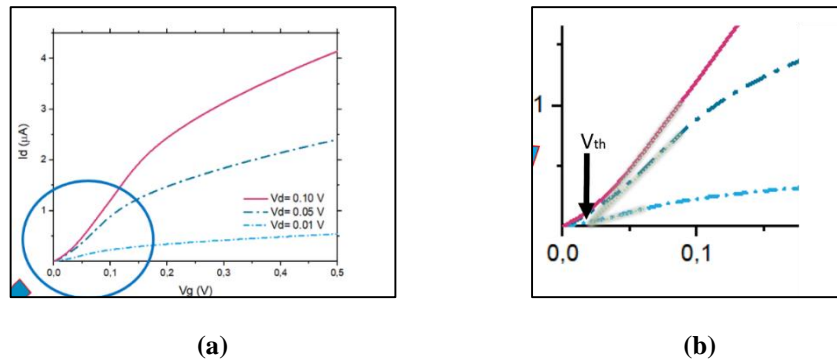 4
3
2
1
Id (μA)
Vd= 0.10 V
Vd= 0.05 V
Vd= 0.01 V
0,0 0,1 0,2 0,3 0,4 0,5
Vg (V)
(a)
1
Vth
0,0 0,1
(b)